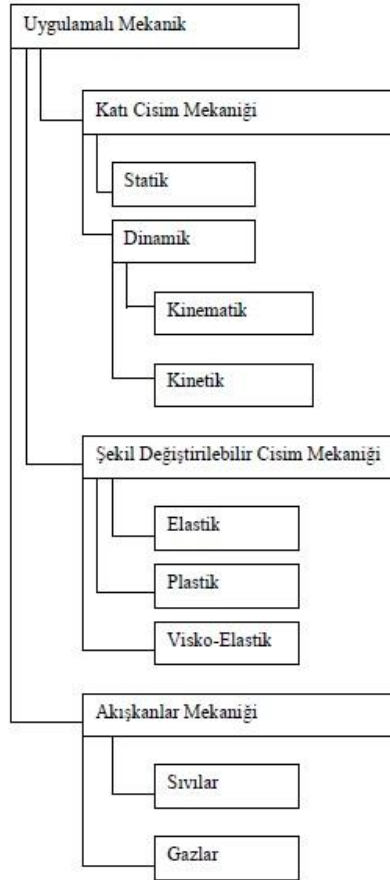 Uygulamalı Mekanik
Katı Cisim Mekaniği
Statik
Dinamik
Kinematik
Kinetik
Şekil Değiştirilebilir Cisim Mekaniği
Elastik
Plastik
Visko-Elastik
Akışkanlar Mekaniği
Sıvılar
Gazlar